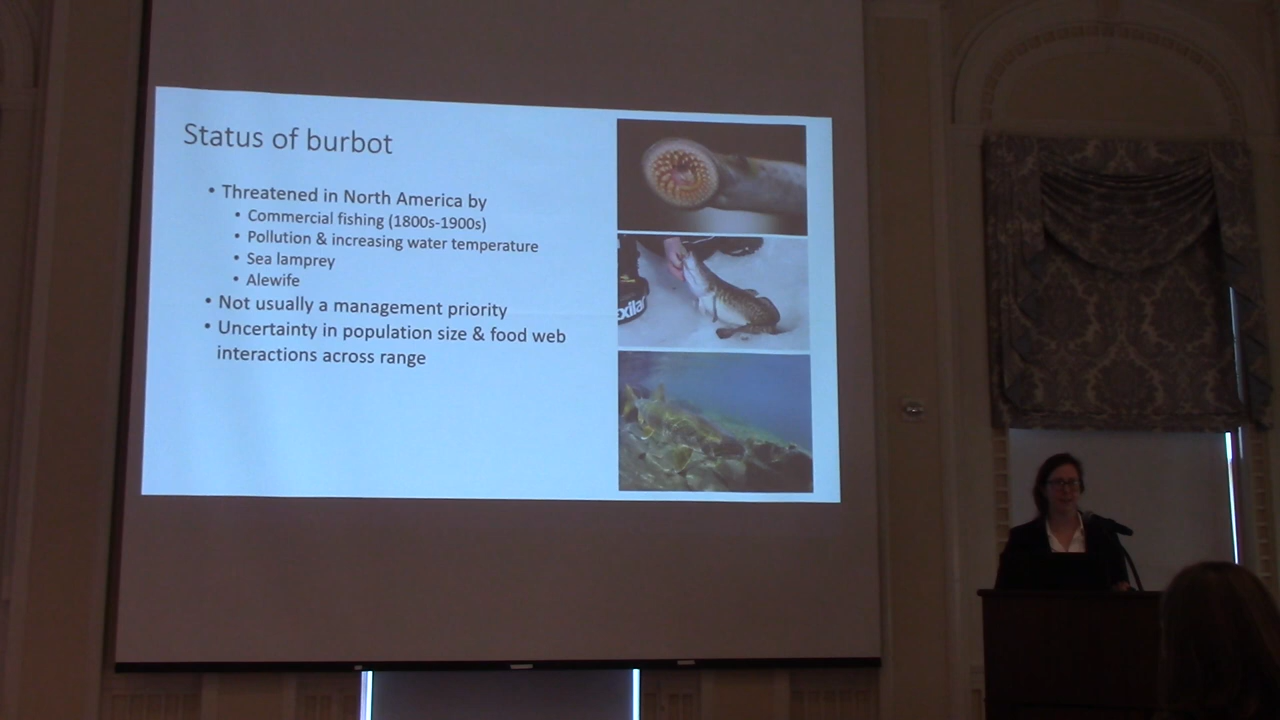 Status of burbot
• Threatened in North America by
• Commercial fishing (1800s-1900s)
• Pollution & increasing water temperature
• Sea lamprey
• Alewife
• Not usually a management priority
• Uncertainty in population size & food web
interactions across range
exilar